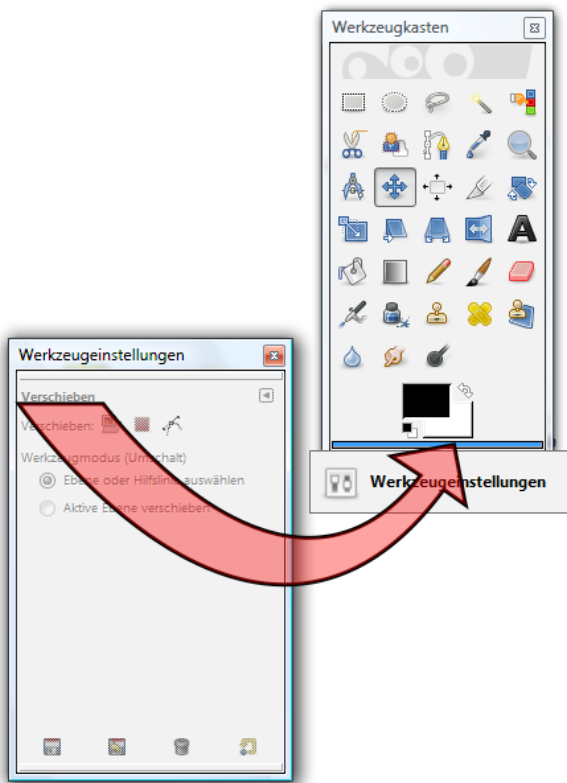 Werkzeugkasten
Werkzeugeinstellungen
Verschieben
Verschieben:
Werkzeugmodus (Umschalt)
Ebene oder Hilfslinie auswählen
Aktive Ebene verschieben
Werkzeugeinstellungen